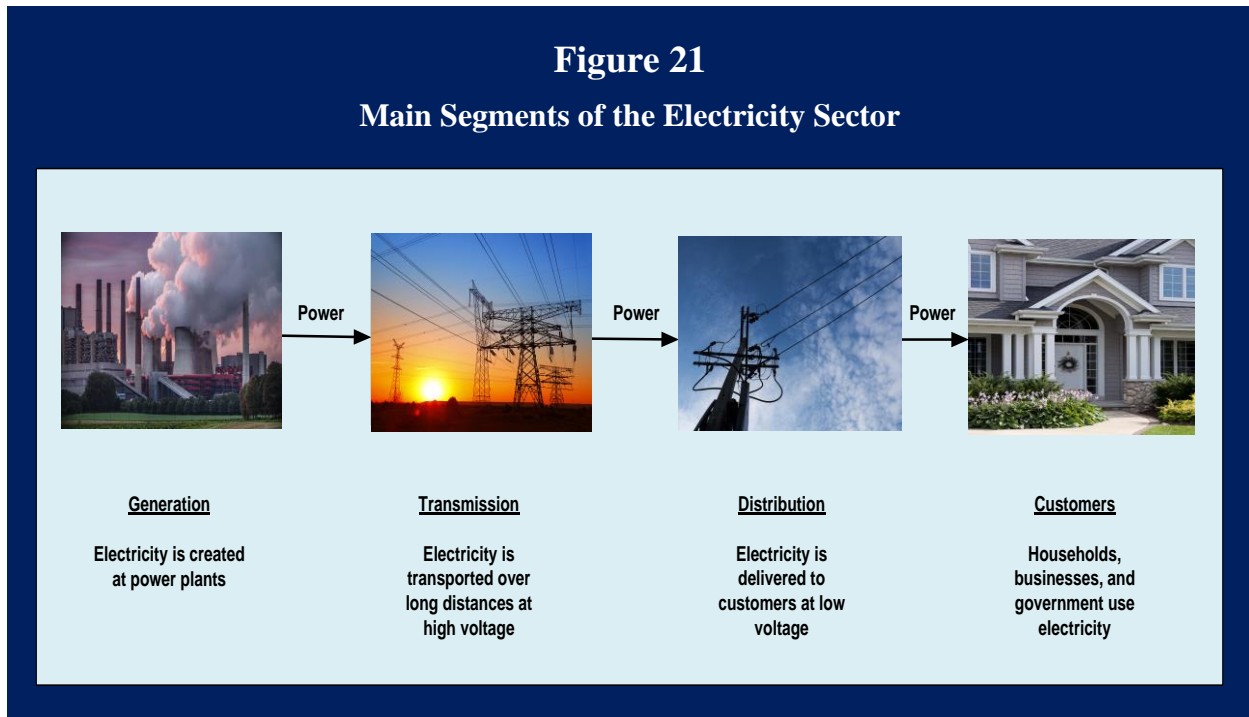 Figure 21
Main Segments of the Electricity Sector
Power
Power
Power
Generation
Electricity is created
at power plants
Transmission
Electricity is
transported over
long distances at
high voltage
Distribution
Electricity is
delivered to
customers at low
voltage
Customers
Households,
businesses, and
government use
electricity